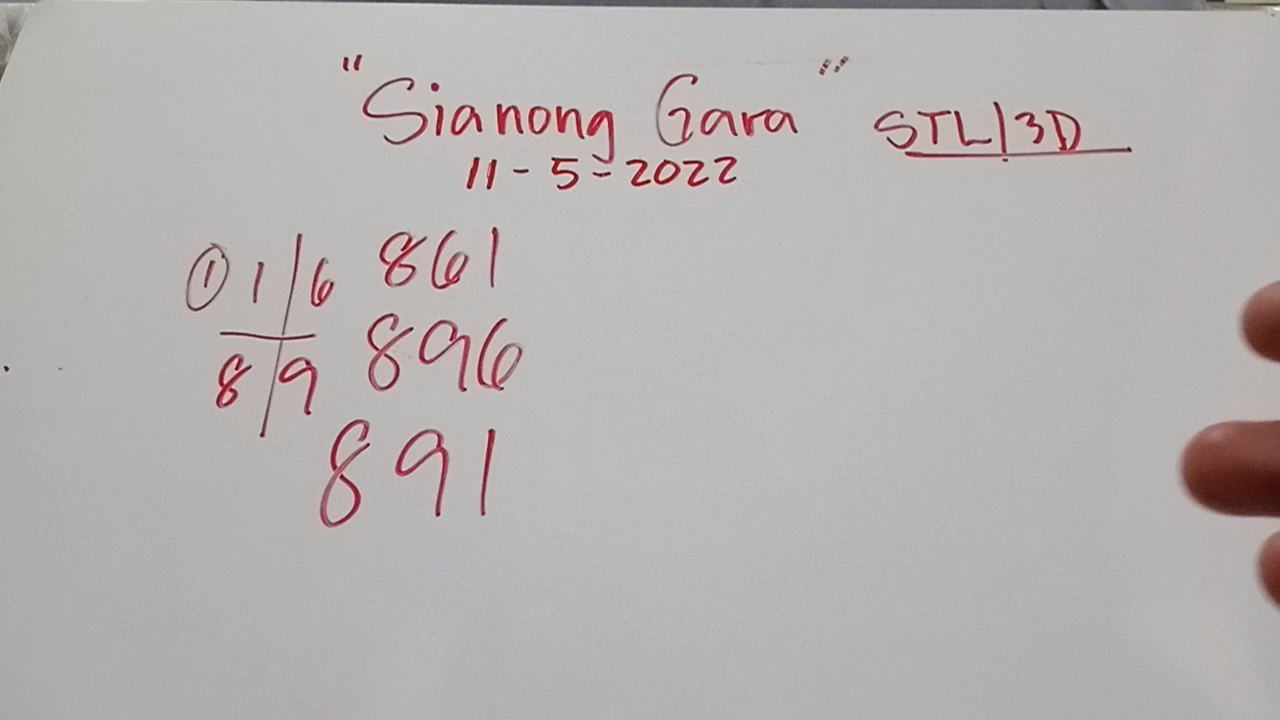 "Sianong Gara" STL/3D
11-5-2022
① 1/6 861
8/9 896
891